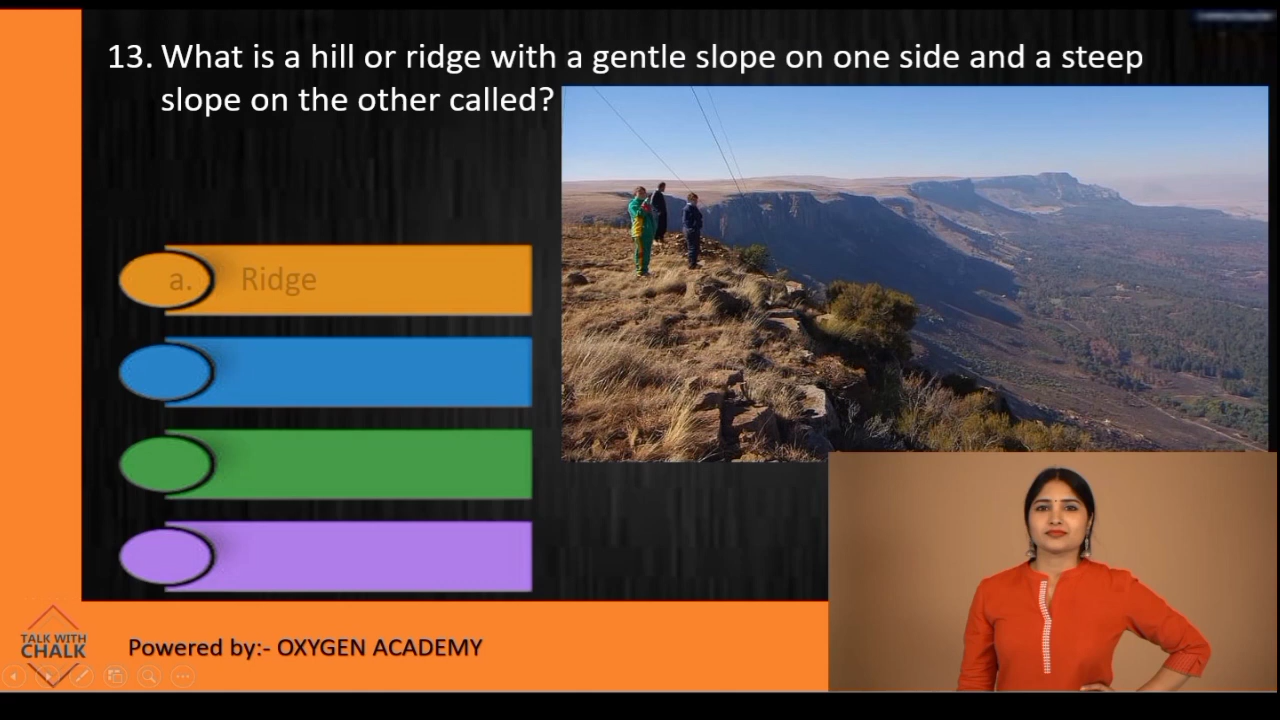 13. What is a hill or ridge with a gentle slope on one side and a steep
slope on the other called?
a. Ridge
TALK WITH
CHALK
Powered by:- OXYGEN ACADEMY